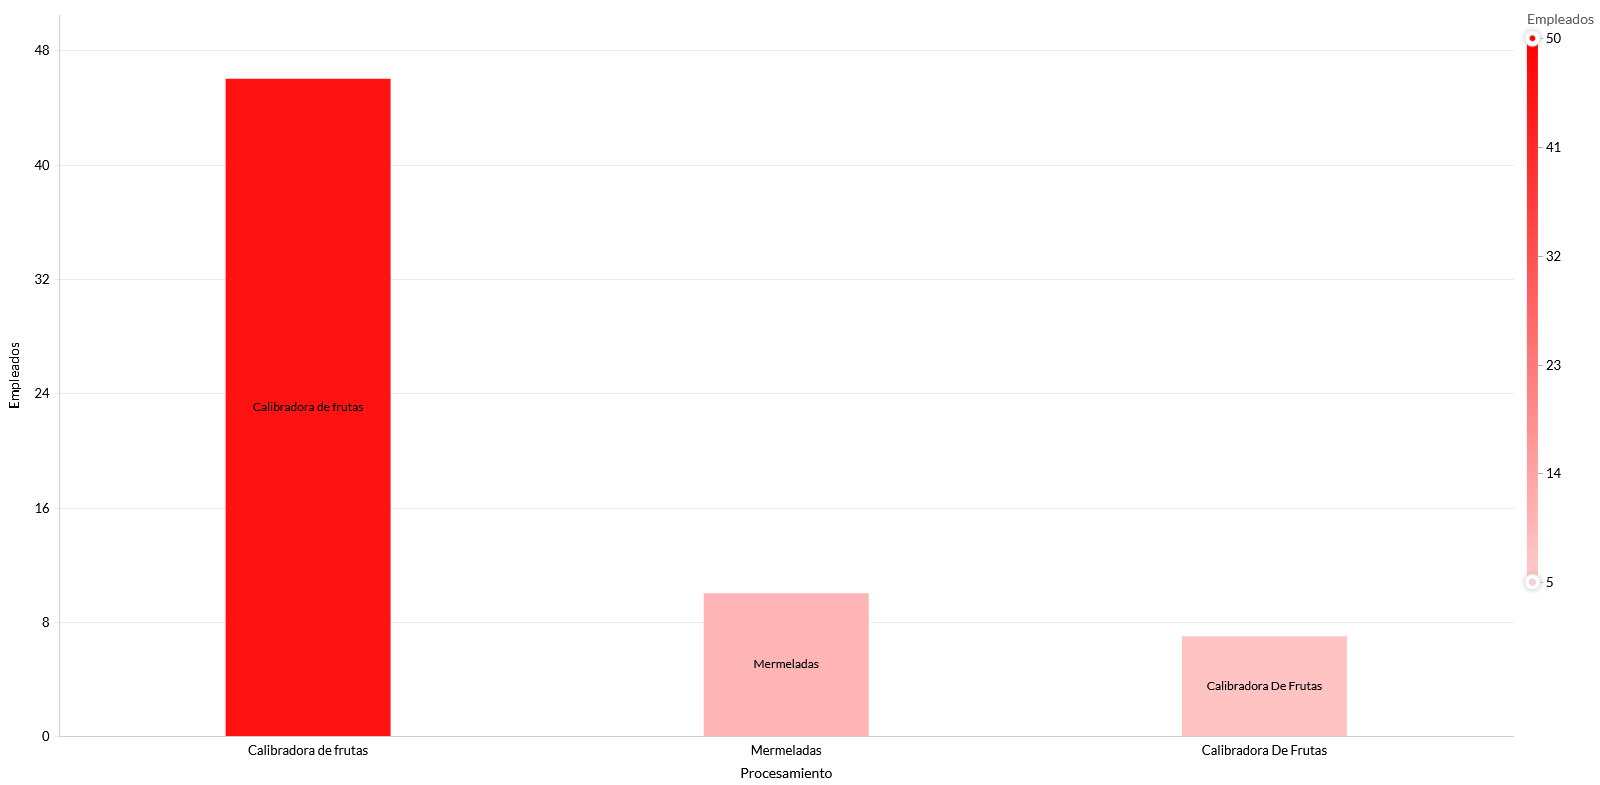 Empleados
50
41
32
23
14
5
Empleados
48
40
32
24
16
8
0
Calibradora de frutas
Mermeladas
Calibradora De Frutas
Calibradora de frutas
Mermeladas
Calibradora De Frutas
Procesamiento